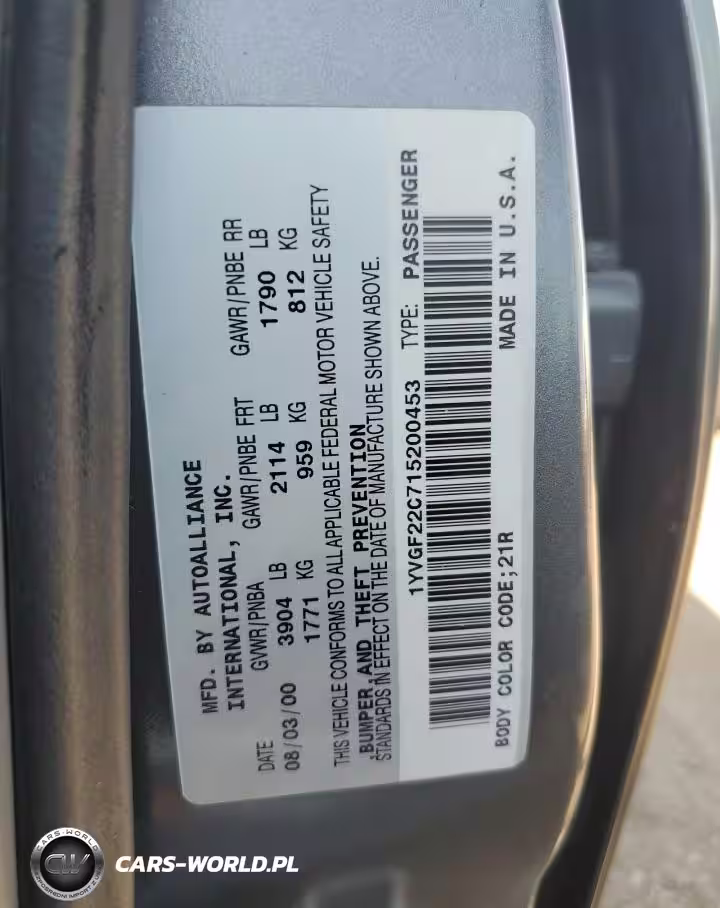 MFD. BY AUTOALLIANCE
INTERNATIONAL, INC.
GVWR/PNBA GAWR/PNBE FRT GAWR/PNBE RR
DATE 3904 LB 2114 LB 1790 LB
08/03/00 1771 KG 959 KG 812 KG
THIS VEHICLE CONFORMS TO ALL APPLICABLE FEDERAL MOTOR VEHICLE SAFETY
,BUMPER,AND THEFT PREVENTION
STANDARDS IN EFFECT ON THE DATE OF MANUFACTURE SHOWN ABOVE.
1YVGF22C715200453 TYPE: PASSENGER
BODY COLOR CODE;21R MADE IN U.S.A.
CARS-WORLD
CW
CARS-WORLD.PL